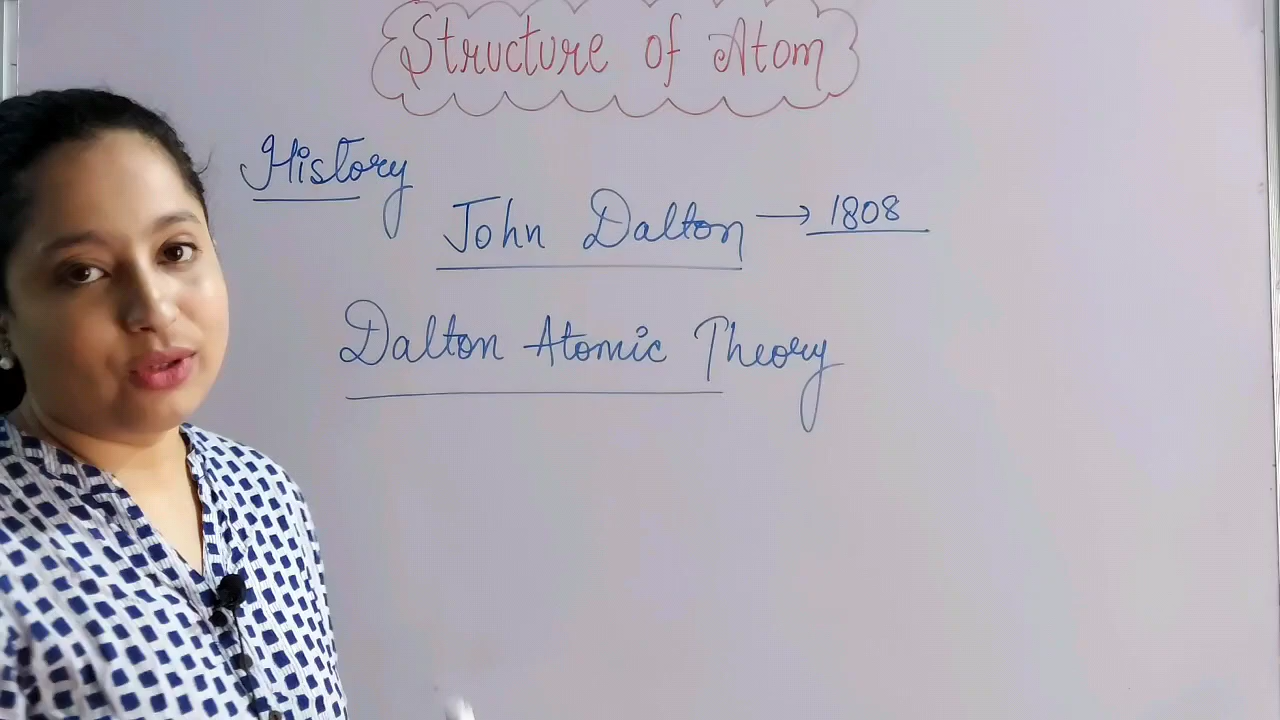 Structure of Atom
History
John Dalton → 1808
Dalton Atomic Theory